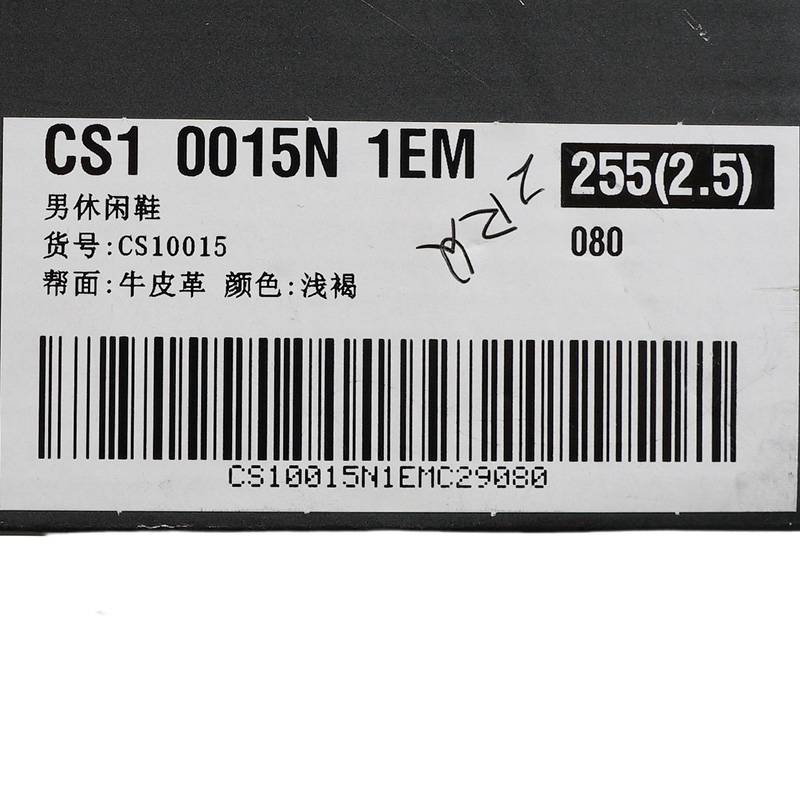 CS1 0015N 1EM
255(2.5)
男休闲鞋
货号:CS10015
080
帮面:牛皮革 颜色:浅褐
CS10015N1EMC29080